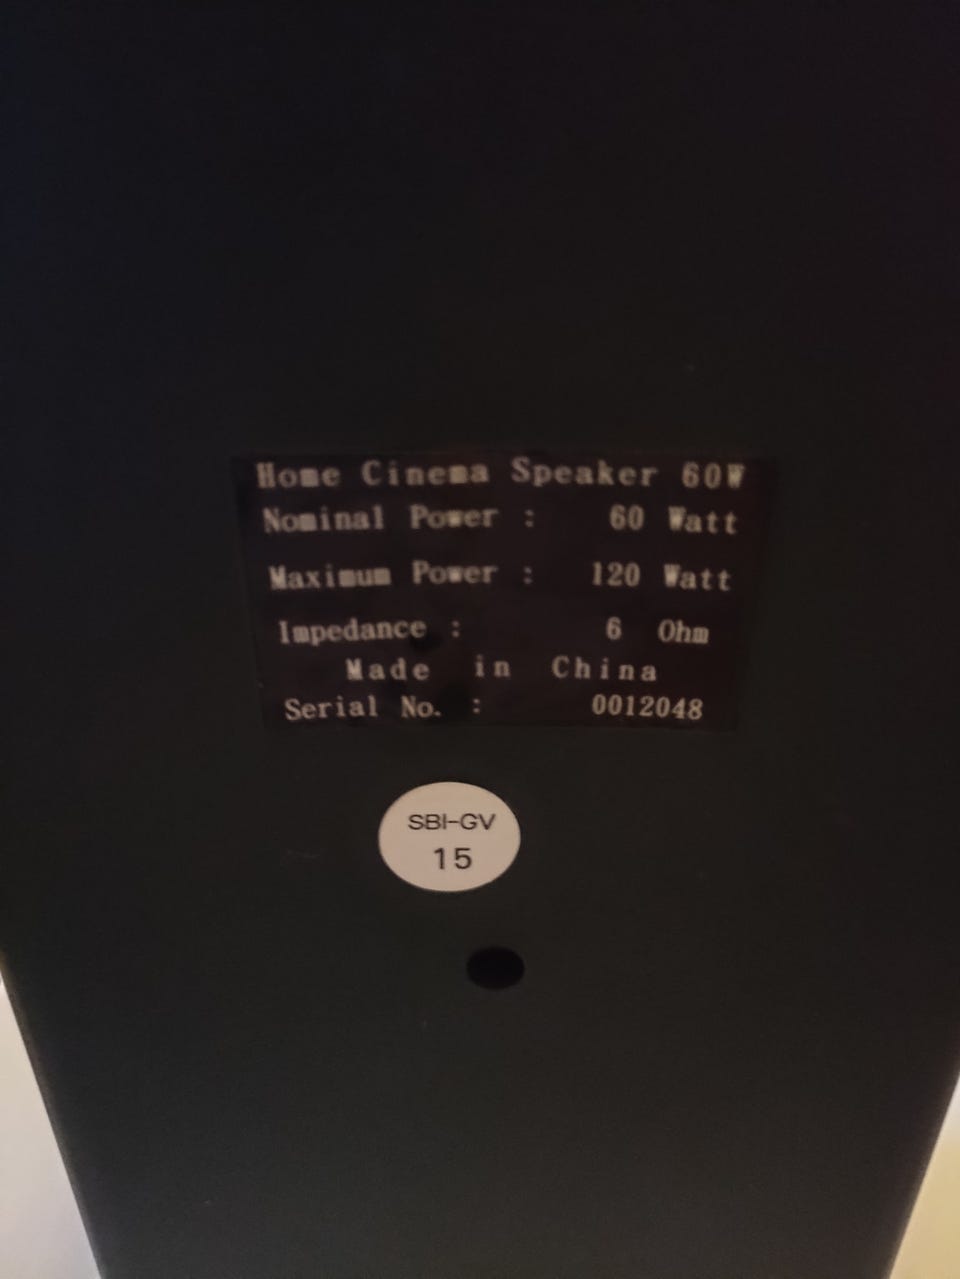 Home Cinema Speaker 60W
Nominal Power : 60 Watt
Maximum Power : 120 Watt
Impedance : 6 Ohm
Made in China
Serial No. : 0012048
SBI-GV
15